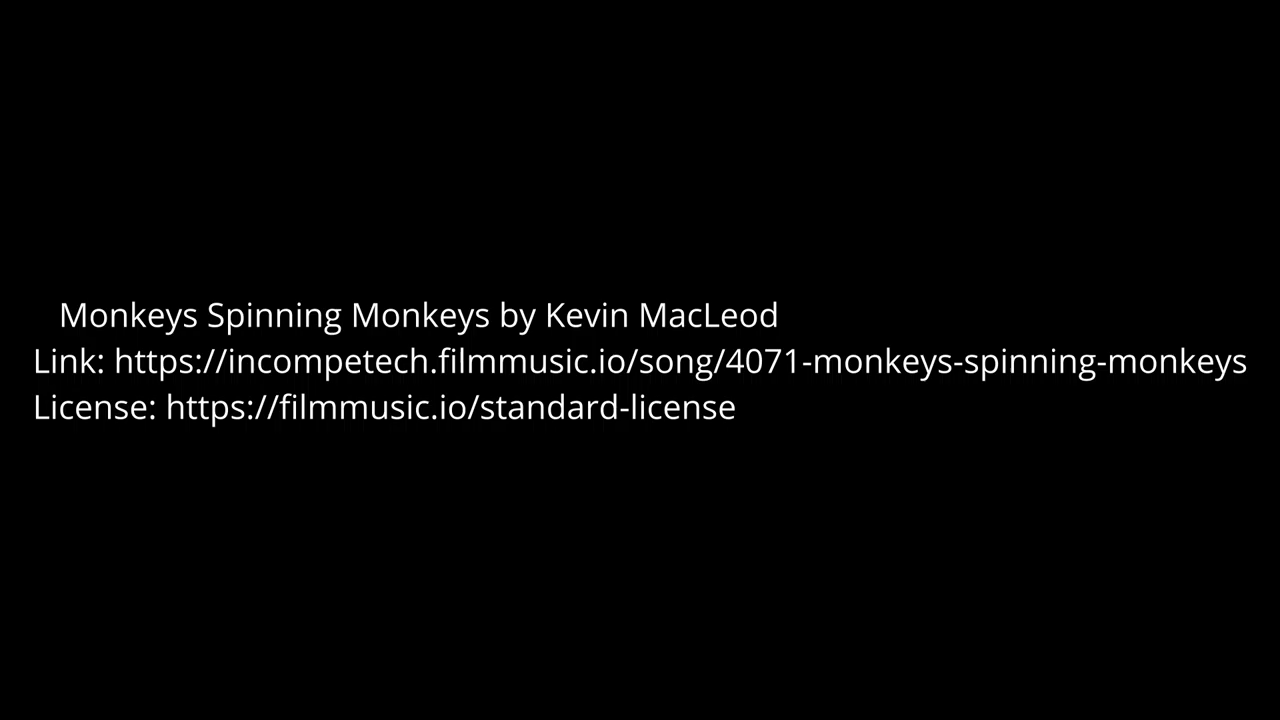 Monkeys Spinning Monkeys by Kevin MacLeod
Link: https://incompetech.filmmusic.io/song/4071-monkeys-spinning-monkeys
License: https://filmmusic.io/standard-license